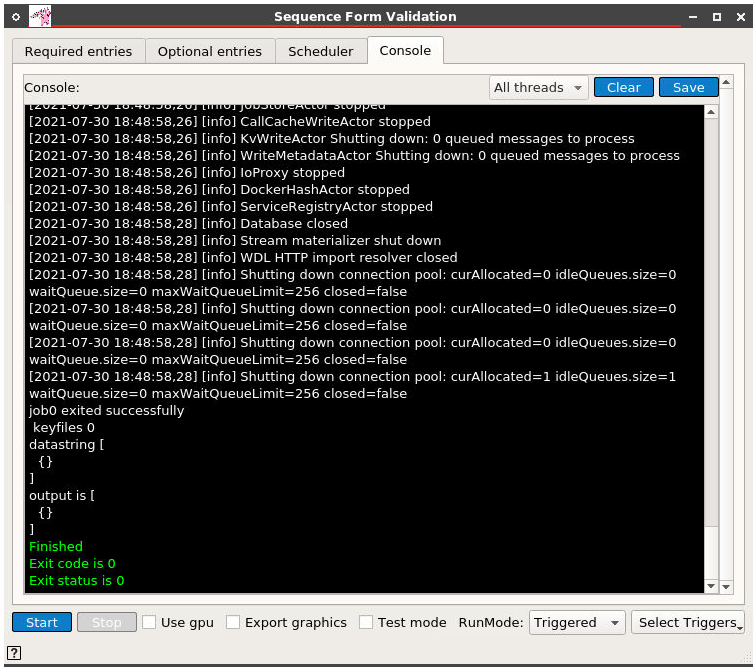 Sequence Form Validation
Required entries
Optional entries
Scheduler
Console
Console:
All threads
Clear
Save
[2021-07-30 18:48:58,26] [info] JobStoreActor stopped
[2021-07-30 18:48:58,26] [info] CallCacheWriteActor stopped
[2021-07-30 18:48:58,26] [info] KvWriteActor Shutting down: 0 queued messages to process
[2021-07-30 18:48:58,26] [info] WriteMetadataActor Shutting down: 0 queued messages to process
[2021-07-30 18:48:58,26] [info] IoProxy stopped
[2021-07-30 18:48:58,26] [info] DockerHashActor stopped
[2021-07-30 18:48:58,26] [info] ServiceRegistryActor stopped
[2021-07-30 18:48:58,28] [info] Database closed
[2021-07-30 18:48:58,28] [info] Stream materializer shut down
[2021-07-30 18:48:58,28] [info] WDL HTTP import resolver closed
[2021-07-30 18:48:58,28] [info] Shutting down connection pool: curAllocated=0 idleQueues.size=0
waitQueue.size=0 maxWaitQueueLimit=256 closed=false
[2021-07-30 18:48:58,28] [info] Shutting down connection pool: curAllocated=0 idleQueues.size=0
waitQueue.size=0 maxWaitQueueLimit=256 closed=false
[2021-07-30 18:48:58,28] [info] Shutting down connection pool: curAllocated=0 idleQueues.size=0
waitQueue.size=0 maxWaitQueueLimit=256 closed=false
[2021-07-30 18:48:58,28] [info] Shutting down connection pool: curAllocated=1 idleQueues.size=1
waitQueue.size=0 maxWaitQueueLimit=256 closed=false
job0 exited successfully
keyfiles 0
datastring [
{}
]
output is [
{}
]
Finished
Exit code is 0
Exit status is 0
Start
Stop
Use gpu
Export graphics
Test mode
RunMode:
Triggered
Select Triggers
?